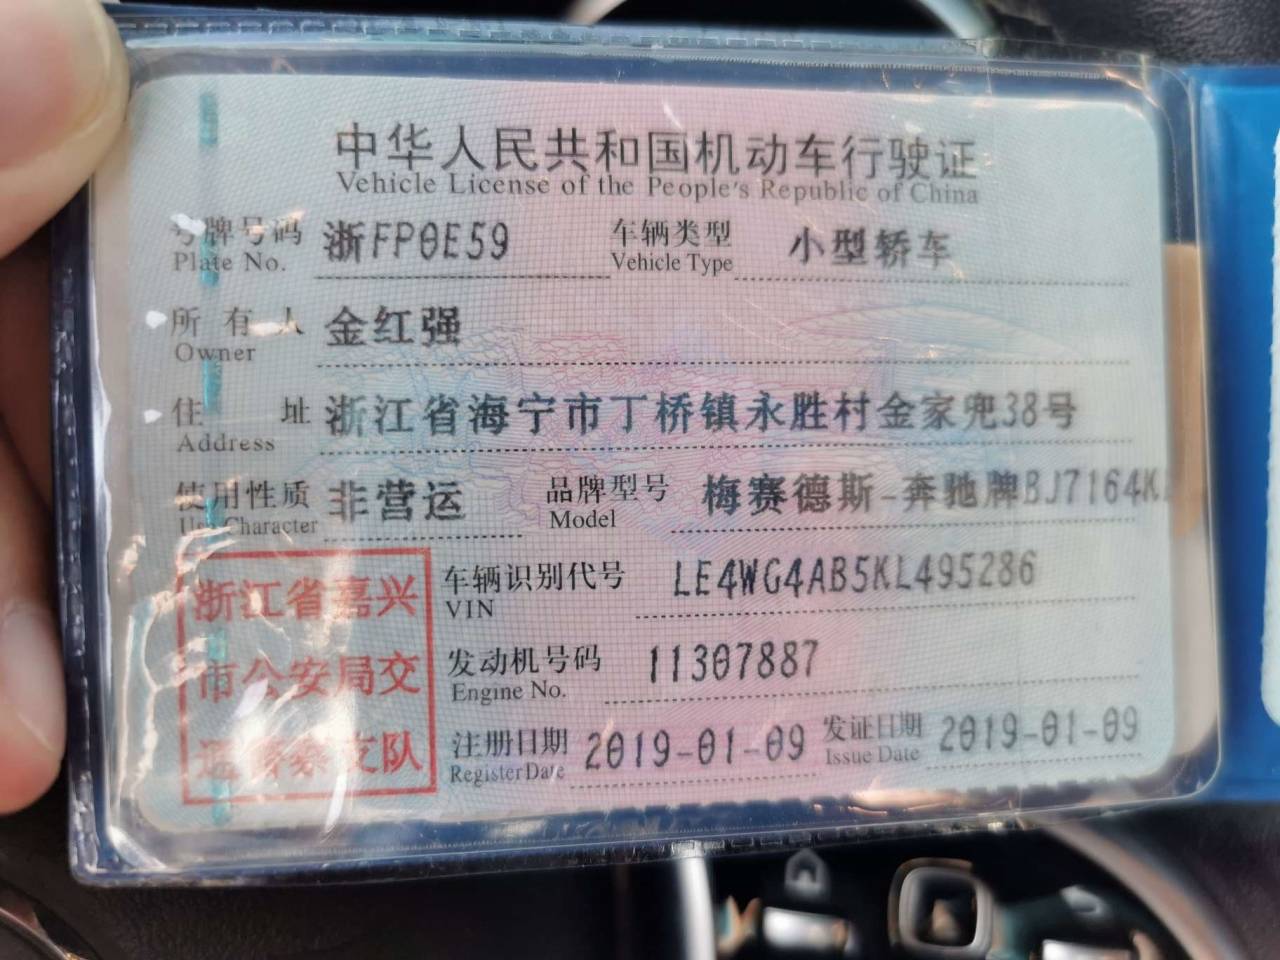 中华人民共和国机动车行驶证
Vehicle License of the People's Republic of China
号牌号码 浙FP0E59 车辆类型 小型轿车
Plate No. Vehicle Type
所有人 金红强
Owner
住址 浙江省海宁市丁桥镇永胜村金家兜38号
Address
使用性质 非营运 品牌型号 梅赛德斯-奔驰牌BJ7164K
Use Character Model
浙江省嘉兴
市公安局交
通警察支队
车辆识别代号 LE4WG4AB5KL495286
VIN
发动机号码 11307887
Engine No.
注册日期 2019-01-09 发证日期 2019-01-09
Register Date Issue Date